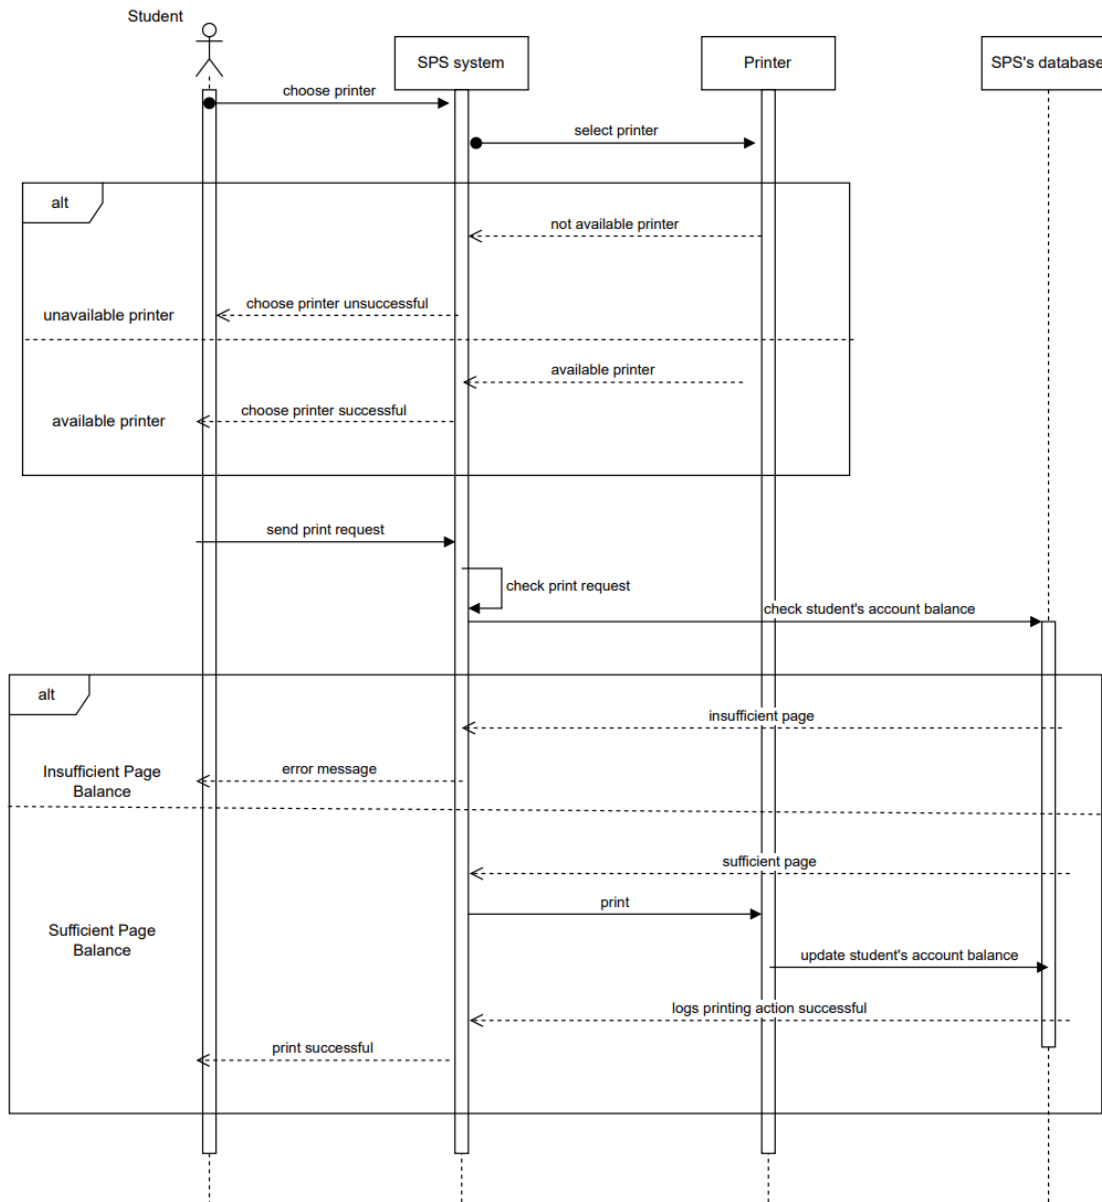 Student
SPS system
Printer
SPS's database
choose printer
select printer
alt
not available printer
choose printer unsuccessful
unavailable printer
available printer
choose printer successful
available printer
send print request
check print request
check student's account balance
alt
insufficient page
error message
Insufficient Page
Balance
sufficient page
print
Sufficient Page
Balance
update student's account balance
logs printing action successful
print successful